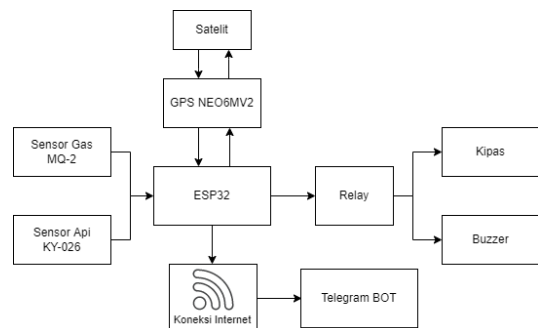 Satelit
GPS NEO6MV2
Sensor Gas
MQ-2
Kipas
ESP32
Relay
Sensor Api
KY-026
Buzzer
Koneksi Internet
Telegram BOT